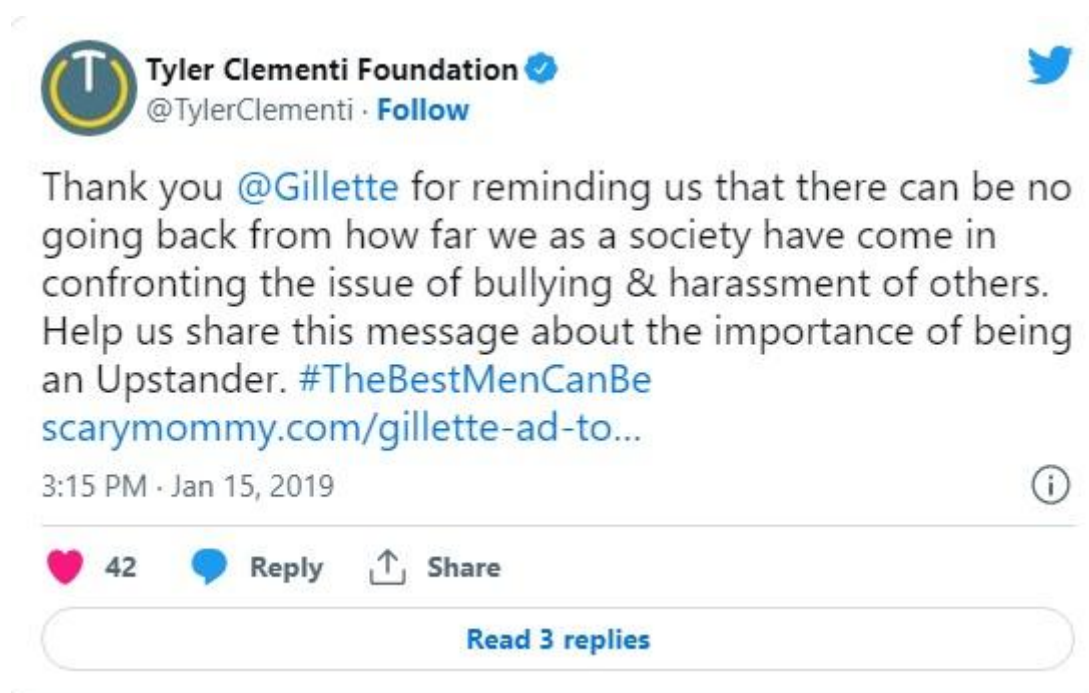 Tyler Clementi Foundation
@TylerClementi · Follow
Thank you @Gillette for reminding us that there can be no
going back from how far we as a society have come in
confronting the issue of bullying & harassment of others.
Help us share this message about the importance of being
an Upstander. #TheBestMenCanBe
scarymommy.com/gillette-ad-to...
3:15 PM · Jan 15, 2019
42 Reply Share
Read 3 replies